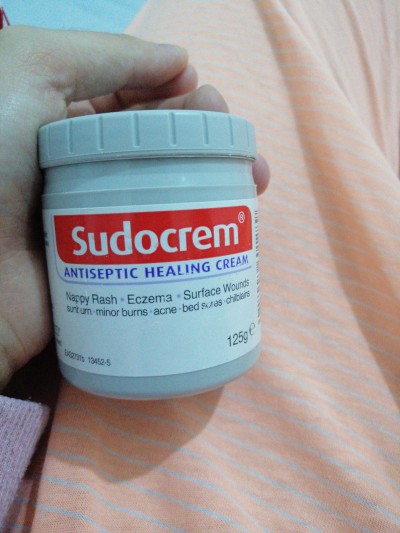 Sudocrem®
ANTISEPTIC HEALING CREAM
Nappy Rash • Eczema • Surface Wounds
sunburn • minor burns • acne • bed sores • chilblains
125g e